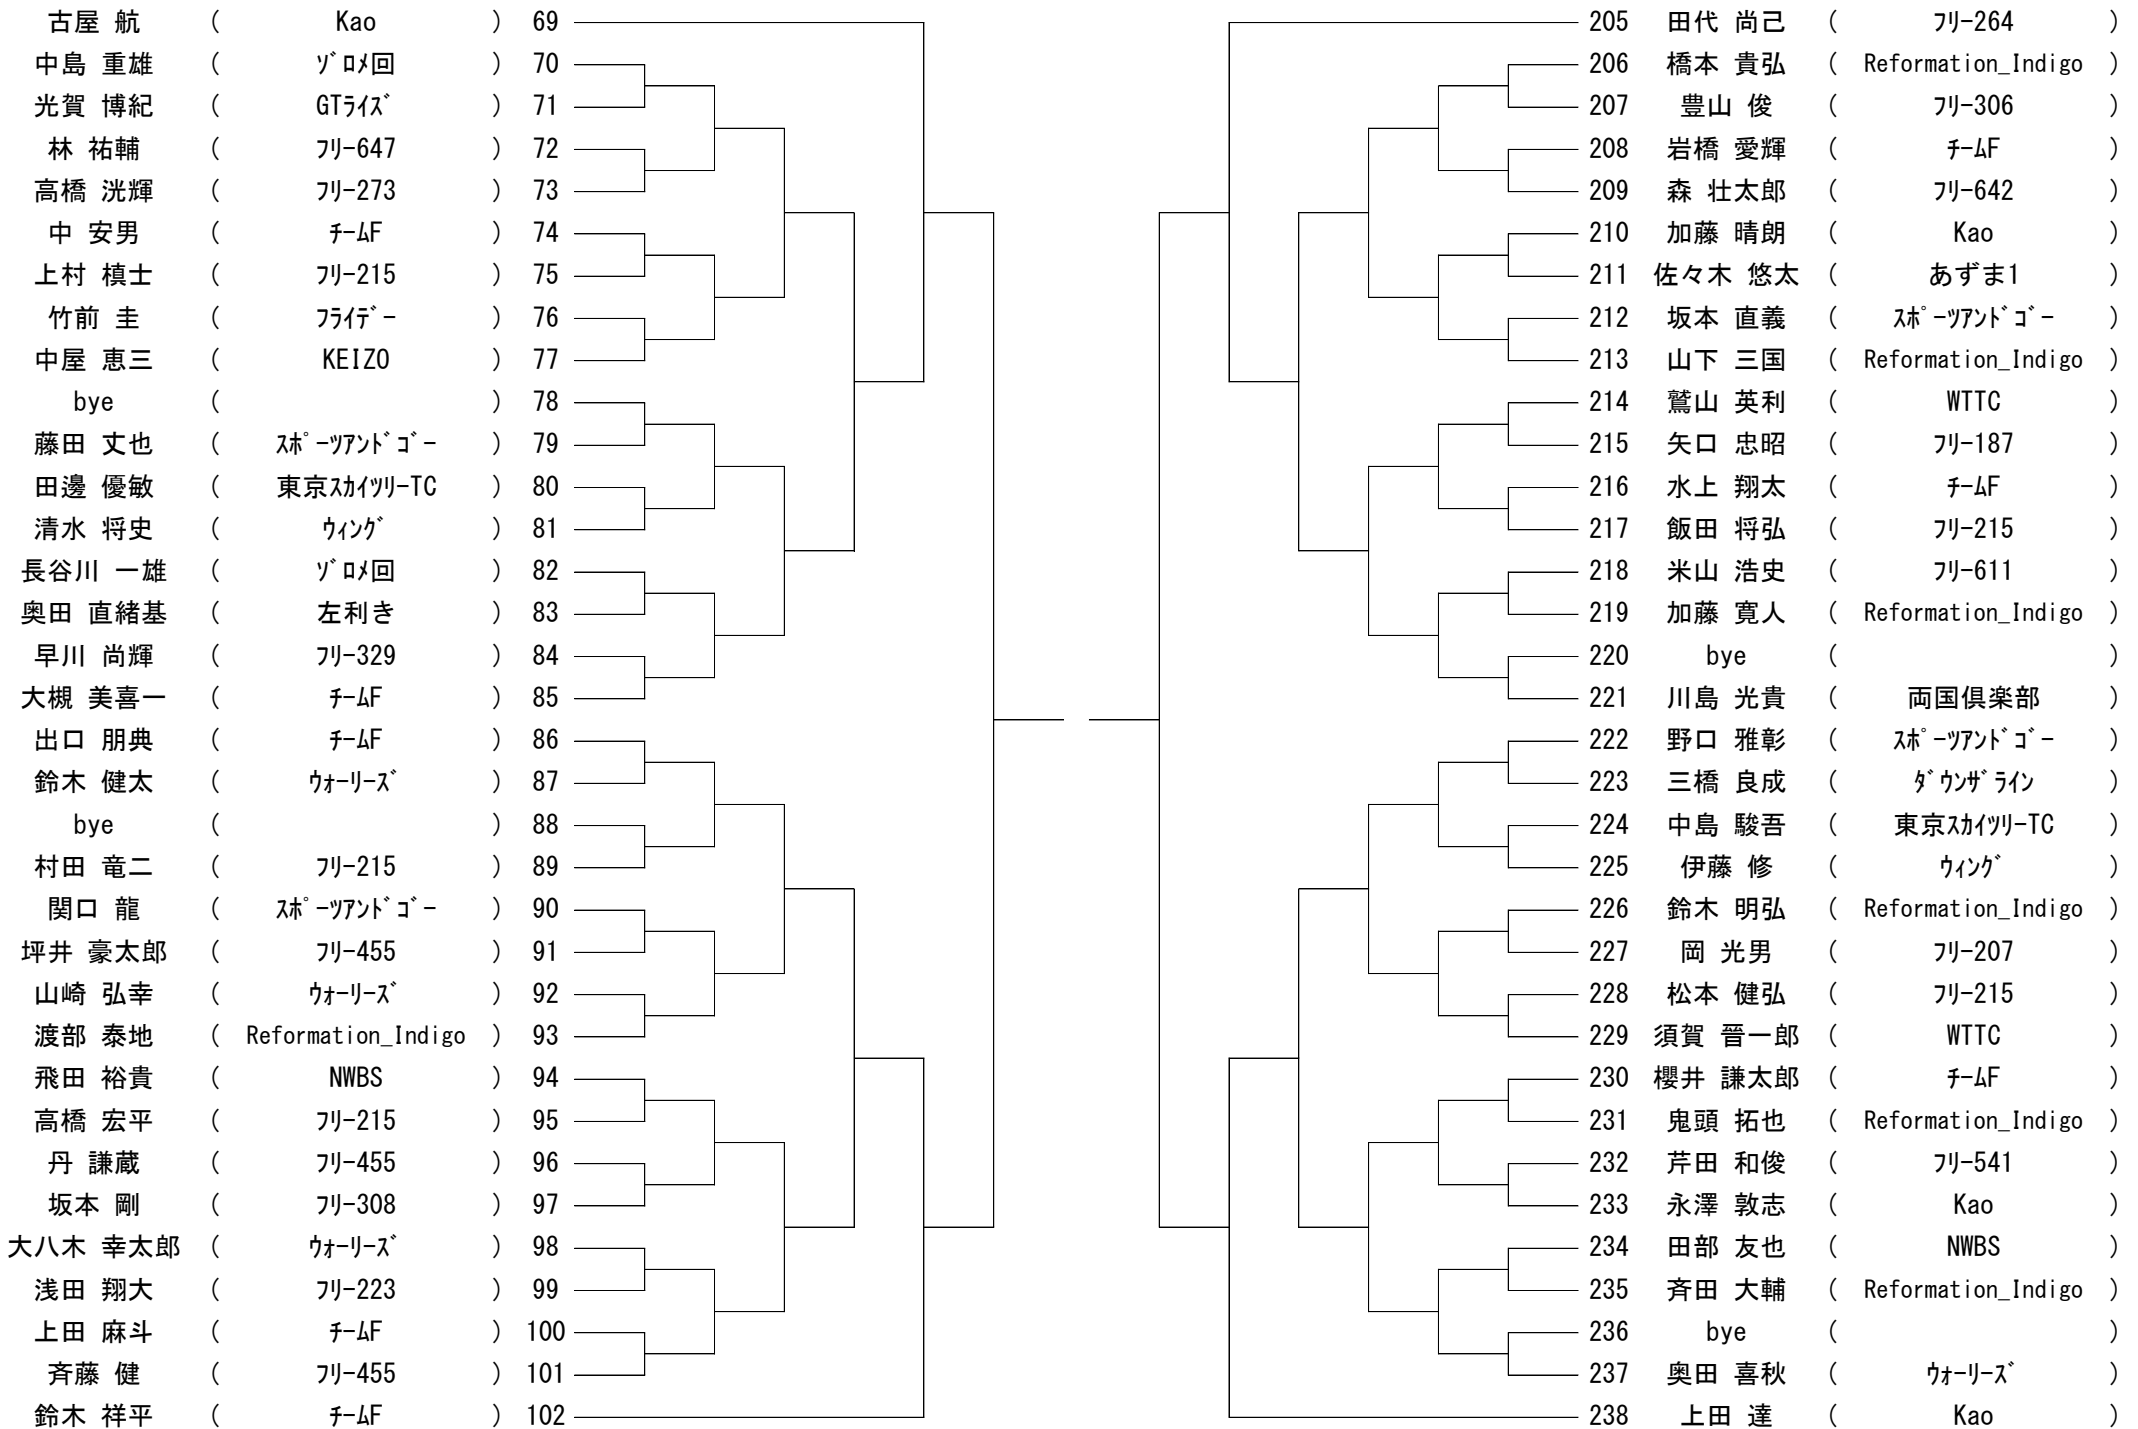 古屋 航 ( Kao ) 69
中島 重雄 ( ｿﾞﾛﾒ回 ) 70
光賀 博紀 ( GTﾗｲｽﾞ ) 71
林 祐輔 ( ﾌﾘｰ647 ) 72
高橋 洸輝 ( ﾌﾘｰ273 ) 73
中 安男 ( ﾁｰﾑF ) 74
上村 槙士 ( ﾌﾘｰ215 ) 75
竹前 圭 ( ﾌﾗｲﾃﾞｰ ) 76
中屋 恵三 ( KEIZO ) 77
bye ( ) 78
藤田 丈也 ( ｽﾎﾟｰﾂｱﾝﾄﾞｺﾞｰ ) 79
田邊 優敏 ( 東京ｽｶｲﾂﾘｰTC ) 80
清水 将史 ( ｳｨﾝｸﾞ ) 81
長谷川 一雄 ( ｿﾞﾛﾒ回 ) 82
奥田 直緒基 ( 左利き ) 83
早川 尚輝 ( ﾌﾘｰ329 ) 84
大槻 美喜一 ( ﾁｰﾑF ) 85
出口 朋典 ( ﾁｰﾑF ) 86
鈴木 健太 ( ｳｫｰﾘｰｽﾞ ) 87
bye ( ) 88
村田 竜二 ( ﾌﾘｰ215 ) 89
関口 龍 ( ｽﾎﾟｰﾂｱﾝﾄﾞｺﾞｰ ) 90
坪井 豪太郎 ( ﾌﾘｰ455 ) 91
山崎 弘幸 ( ｳｫｰﾘｰｽﾞ ) 92
渡部 泰地 ( Reformation_Indigo ) 93
飛田 裕貴 ( NWBS ) 94
高橋 宏平 ( ﾌﾘｰ215 ) 95
丹 謙蔵 ( ﾌﾘｰ455 ) 96
坂本 剛 ( ﾌﾘｰ308 ) 97
大八木 幸太郎 ( ｳｫｰﾘｰｽﾞ ) 98
浅田 翔大 ( ﾌﾘｰ223 ) 99
上田 麻斗 ( ﾁｰﾑF ) 100
斉藤 健 ( ﾌﾘｰ455 ) 101
鈴木 祥平 ( ﾁｰﾑF ) 102
205 田代 尚己 ( ﾌﾘｰ264 )
206 橋本 貴弘 ( Reformation_Indigo )
207 豊山 俊 ( ﾌﾘｰ306 )
208 岩橋 愛輝 ( ﾁｰﾑF )
209 森 壮太郎 ( ﾌﾘｰ642 )
210 加藤 晴朗 ( Kao )
211 佐々木 悠太 ( あずま1 )
212 坂本 直義 ( ｽﾎﾟｰﾂｱﾝﾄﾞｺﾞｰ )
213 山下 三国 ( Reformation_Indigo )
214 鷲山 英利 ( WTTC )
215 矢口 忠昭 ( ﾌﾘｰ187 )
216 水上 翔太 ( ﾁｰﾑF )
217 飯田 将弘 ( ﾌﾘｰ215 )
218 米山 浩史 ( ﾌﾘｰ611 )
219 加藤 寛人 ( Reformation_Indigo )
220 bye ( )
221 川島 光貴 ( 両国倶楽部 )
222 野口 雅彰 ( ｽﾎﾟｰﾂｱﾝﾄﾞｺﾞｰ )
223 三橋 良成 ( ﾀﾞｳﾝｻﾞﾗｲﾝ )
224 中島 駿吾 ( 東京ｽｶｲﾂﾘｰTC )
225 伊藤 修 ( ｳｨﾝｸﾞ )
226 鈴木 明弘 ( Reformation_Indigo )
227 岡 光男 ( ﾌﾘｰ207 )
228 松本 健弘 ( ﾌﾘｰ215 )
229 須賀 晉一郎 ( WTTC )
230 櫻井 謙太郎 ( ﾁｰﾑF )
231 鬼頭 拓也 ( Reformation_Indigo )
232 芹田 和俊 ( ﾌﾘｰ541 )
233 永澤 敦志 ( Kao )
234 田部 友也 ( NWBS )
235 斉田 大輔 ( Reformation_Indigo )
236 bye ( )
237 奥田 喜秋 ( ｳｫｰﾘｰｽﾞ )
238 上田 達 ( Kao )